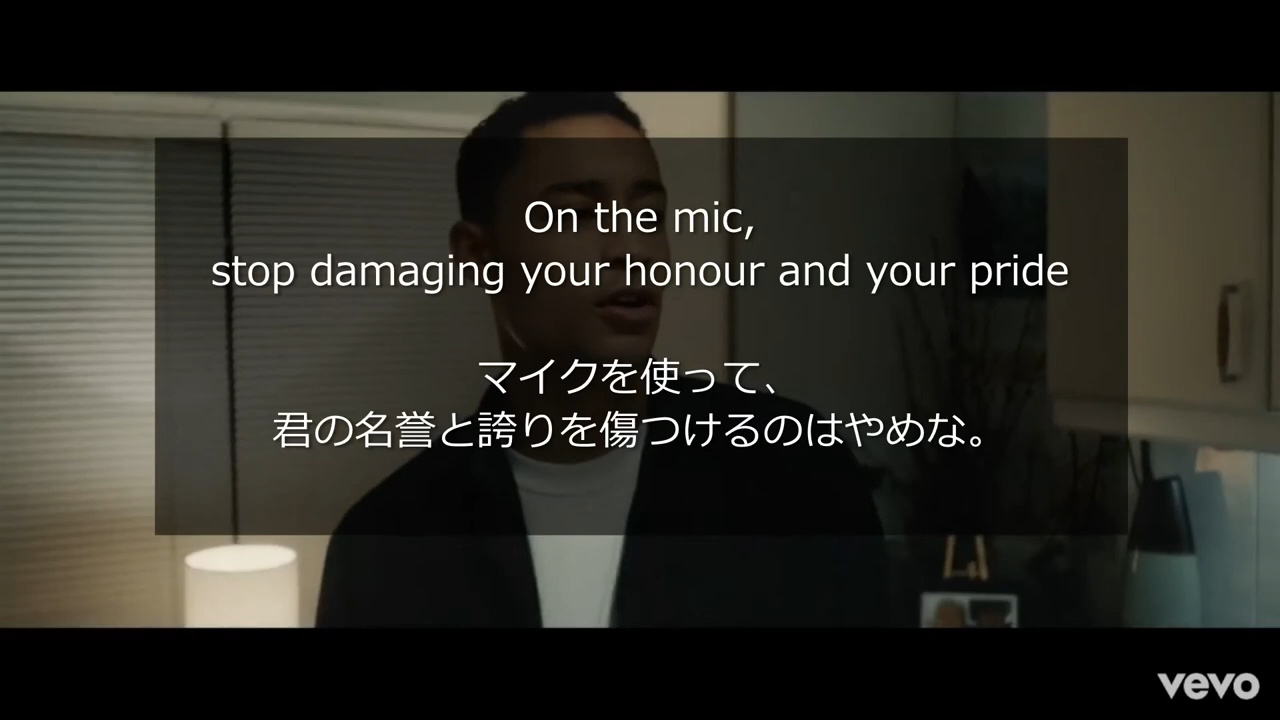 On the mic,
stop damaging your honour and your pride
マイクを使って、
君の名誉と誇りを傷つけるのはやめな。
vevo